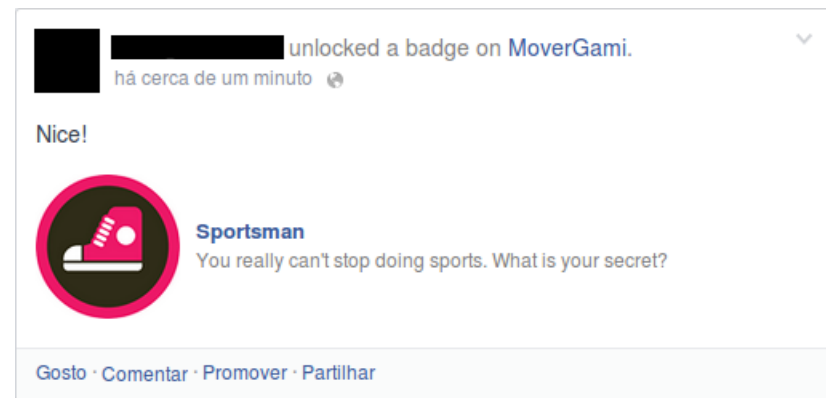 unlocked a badge on MoverGami.
há cerca de um minuto
Nice!
Sportsman
You really can't stop doing sports. What is your secret?
Gosto · Comentar · Promover · Partilhar